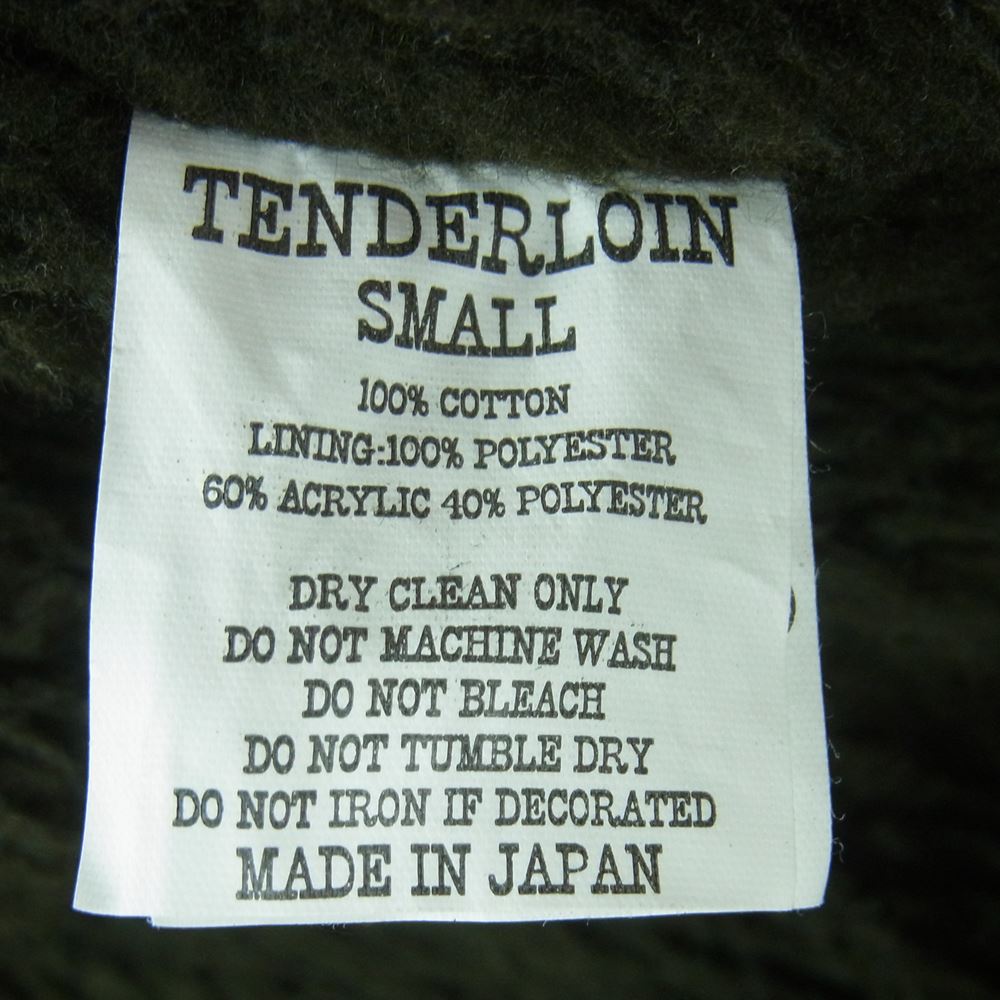 TENDERLOIN
SMALL
100% COTTON
LINING:100% POLYESTER
60% ACRYLIC 40% POLYESTER
DRY CLEAN ONLY
DO NOT MACHINE WASH
DO NOT BLEACH
DO NOT TUMBLE DRY
DO NOT IRON IF DECORATED
MADE IN JAPAN